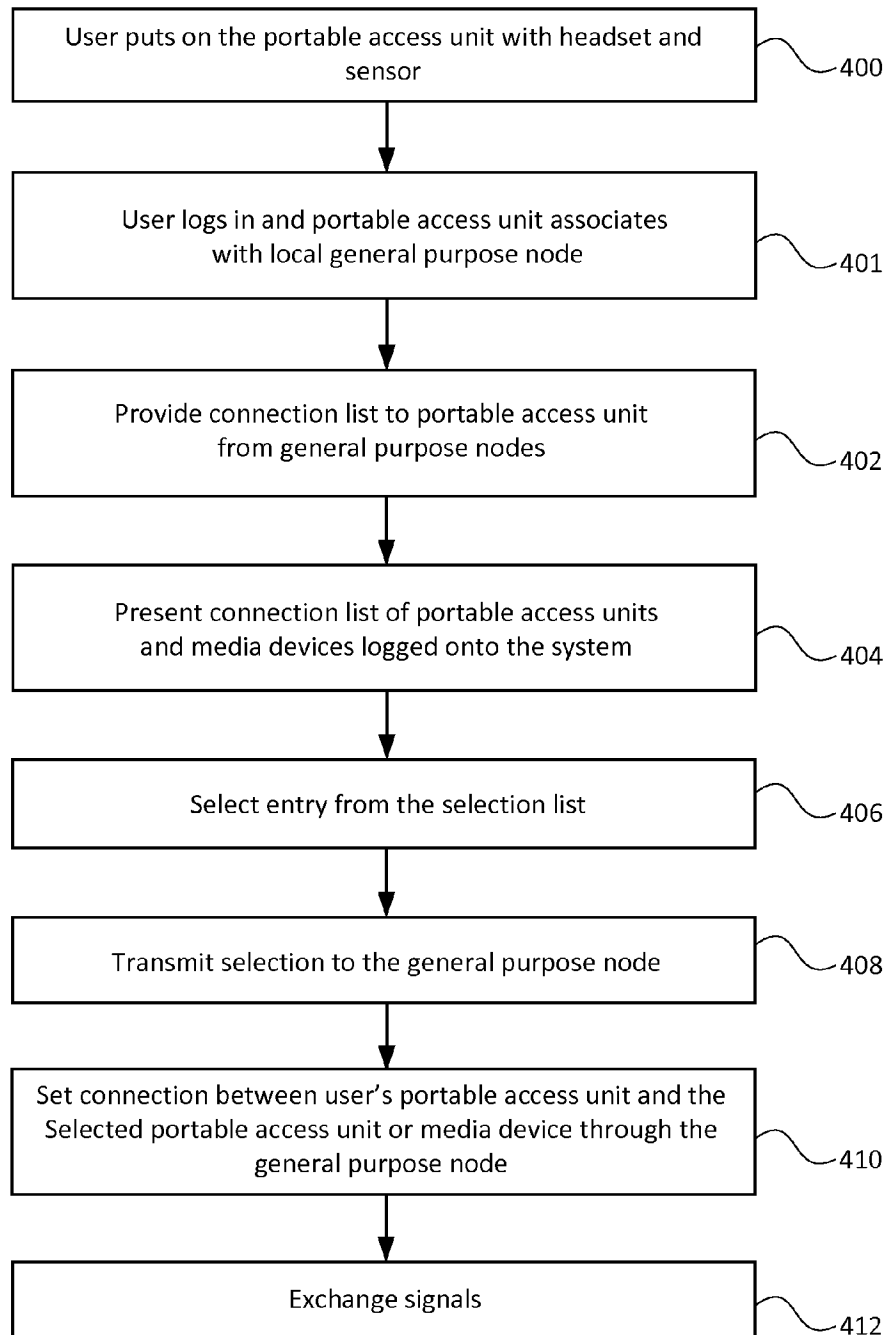 User puts on the portable access unit with headset and
sensor
400
User logs in and portable access unit associates
with local general purpose node
401
Provide connection list to portable access unit
from general purpose nodes
402
Present connection list of portable access units
and media devices logged onto the system
404
Select entry from the selection list
406
Transmit selection to the general purpose node
408
Set connection between user’s portable access unit and the
Selected portable access unit or media device through the
general purpose node
410
Exchange signals
412